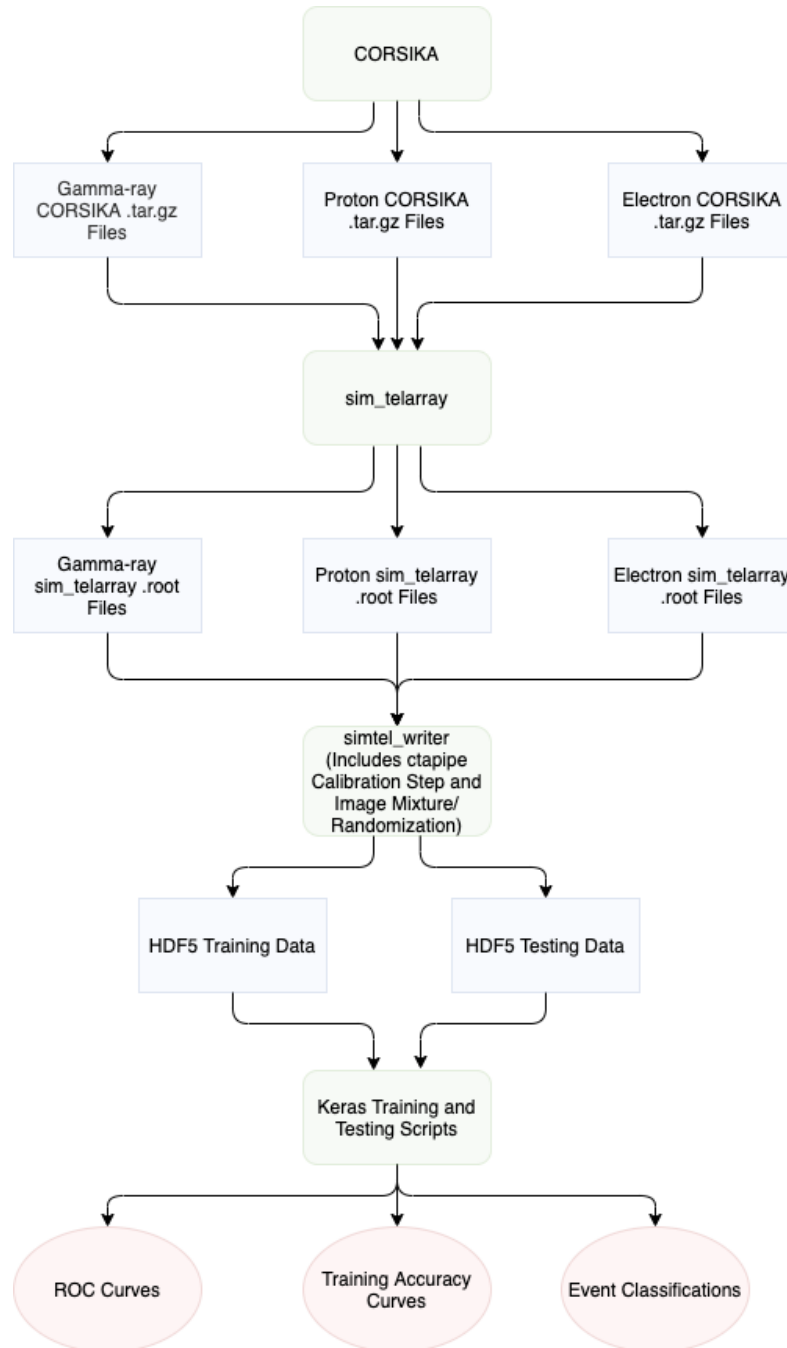 CORSIKA
Gamma-ray
CORSIKA .tar.gz
Files
Proton CORSIKA
.tar.gz Files
Electron CORSIKA
.tar.gz Files
sim_telarray
Gamma-ray
sim_telarray .root
Files
Proton sim_telarray
.root Files
Electron sim_telarray
.root Files
simtel_writer
(Includes ctapipe
Calibration Step and
Image Mixture/
Randomization)
HDF5 Training Data
HDF5 Testing Data
Keras Training and
Testing Scripts
ROC Curves
Training Accuracy
Curves
Event Classifications